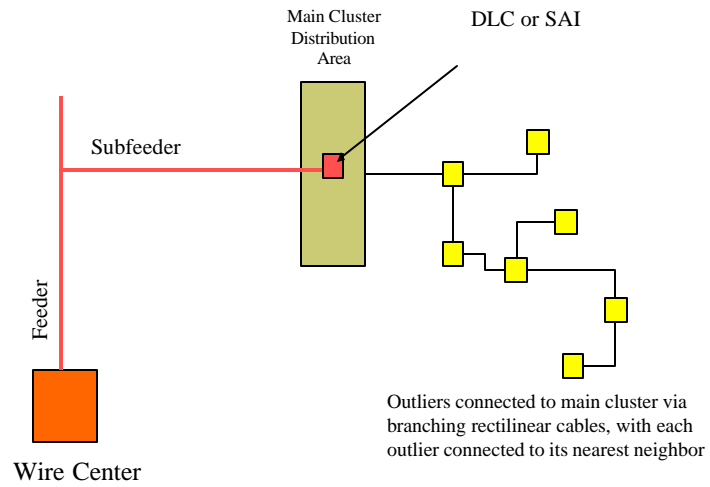 Main Cluster
Distribution
Area
DLC or SAI
Subfeeder
Feeder
Wire Center
Outliers connected to main cluster via
branching rectilinear cables, with each
outlier connected to its nearest neighbor